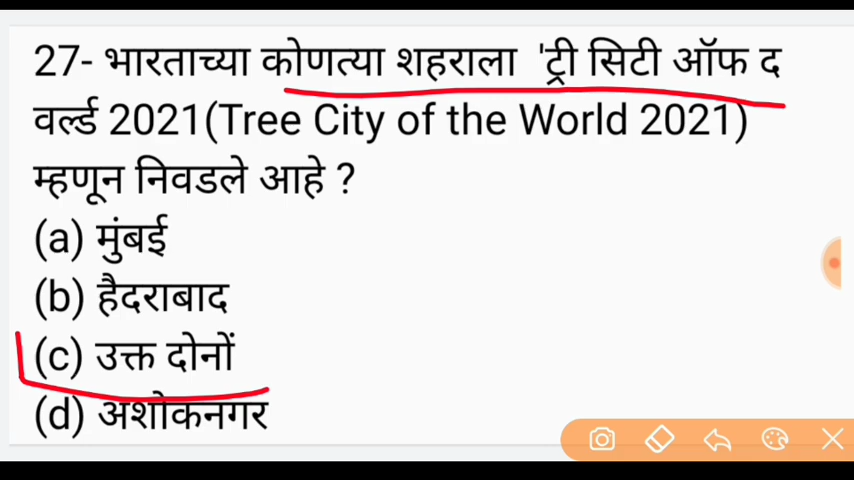 27- भारताच्या कोणत्या शहराला 'ट्री सिटी ऑफ द
वर्ल्ड 2021(Tree City of the World 2021)
म्हणून निवडले आहे ?
(a) मुंबई
(b) हैदराबाद
(c) उक्त दोनों
(d) अशोकनगर